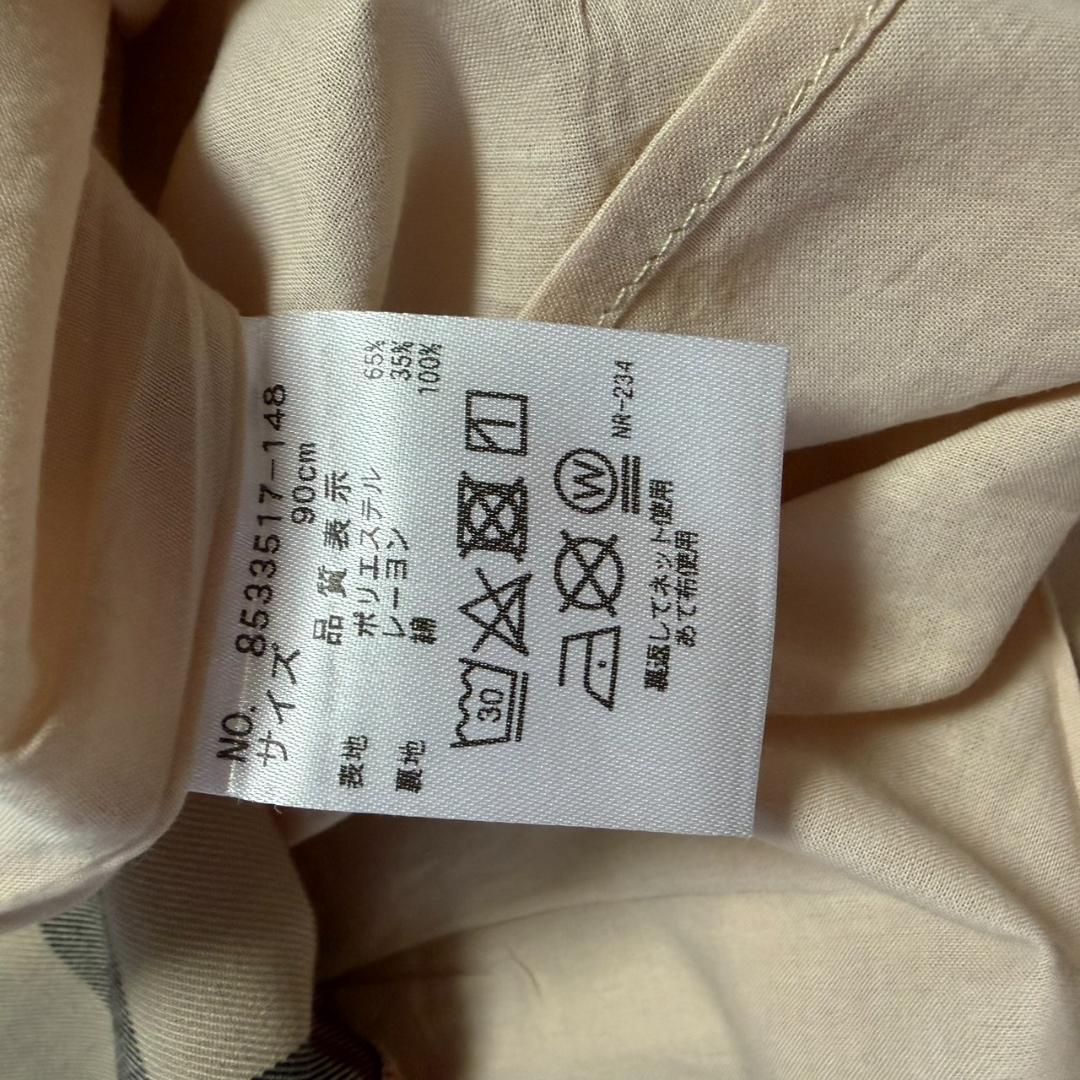 NO. 8533517-148
サイズ 90cm
品質表示
表地 ポリエステル 65%
レーヨン 35%
裏地 綿 100%
30
W
NR-234
裏返してネット使用
あて布使用